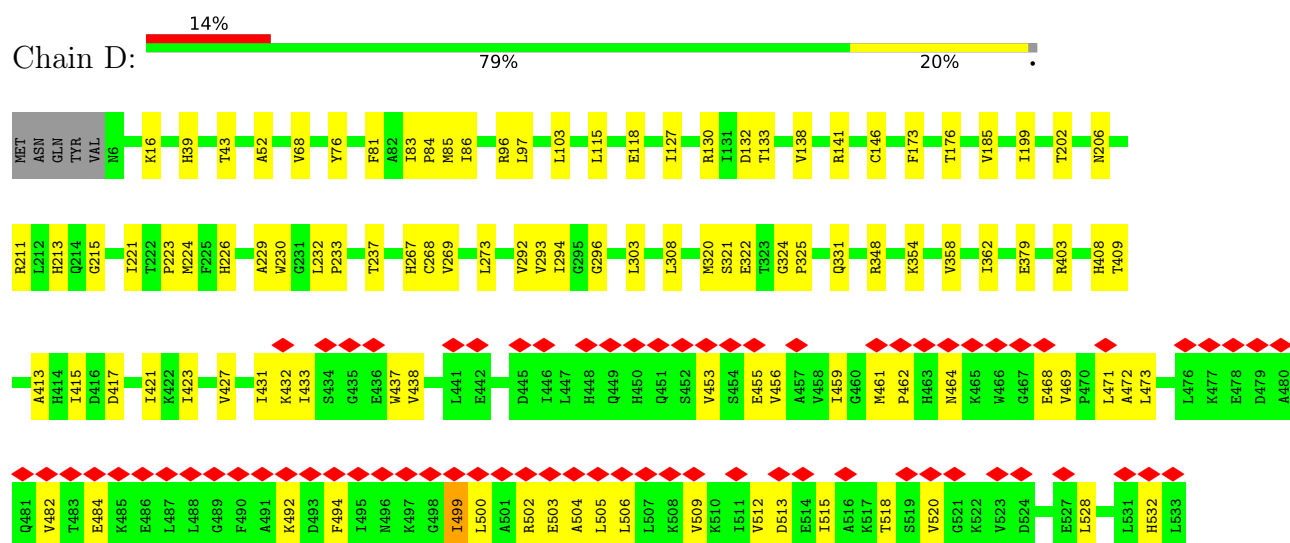 14%
Chain D:
79% 20% •
MET ASN GLN TYR VAL N6 K16 H39 T43 A52 V68 Y76 F81 A82 I83 P84 M85 I86 R96 L97 L103 L115 E118 I127 R130 I131 D132 T133 V138 R141 C146 F173 T176 V185 I199 T202 N206
R211 L212 H213 Q214 G215 I221 T222 P223 M224 F225 H226 A229 W230 G231 L232 P233 T237 H267 C268 V269 L273 V292 V293 I294 G295 G296 L303 L308 M320 S321 E322 T323 G324 P325 Q331 R348 K354 V358 I362 E379 R403 H408 T409
A413 H414 I415 D416 D417 I421 K422 I423 V427 I431 K432 I433 S434 G435 E436 W437 V438 L441 E442 D445 I446 L447 H448 Q449 H450 Q451 S452 V453 S454 E455 V456 A457 V458 I459 G460 M461 P462 H463 N464 K465 W466 G467 E468 V469 P470 L471 A472 L473 L476 K477 E478 D479 A480
Q481 V482 T483 E484 K485 E486 L487 L488 G489 F490 A491 K492 D493 F494 I495 N496 K497 G498 I499 L500 A501 R502 E503 A504 L505 L506 L507 K508 V509 K510 I511 V512 D513 E514 I515 A516 K517 T518 S519 V520 G521 K522 V523 D524 E527 L528 L531 H532 L533